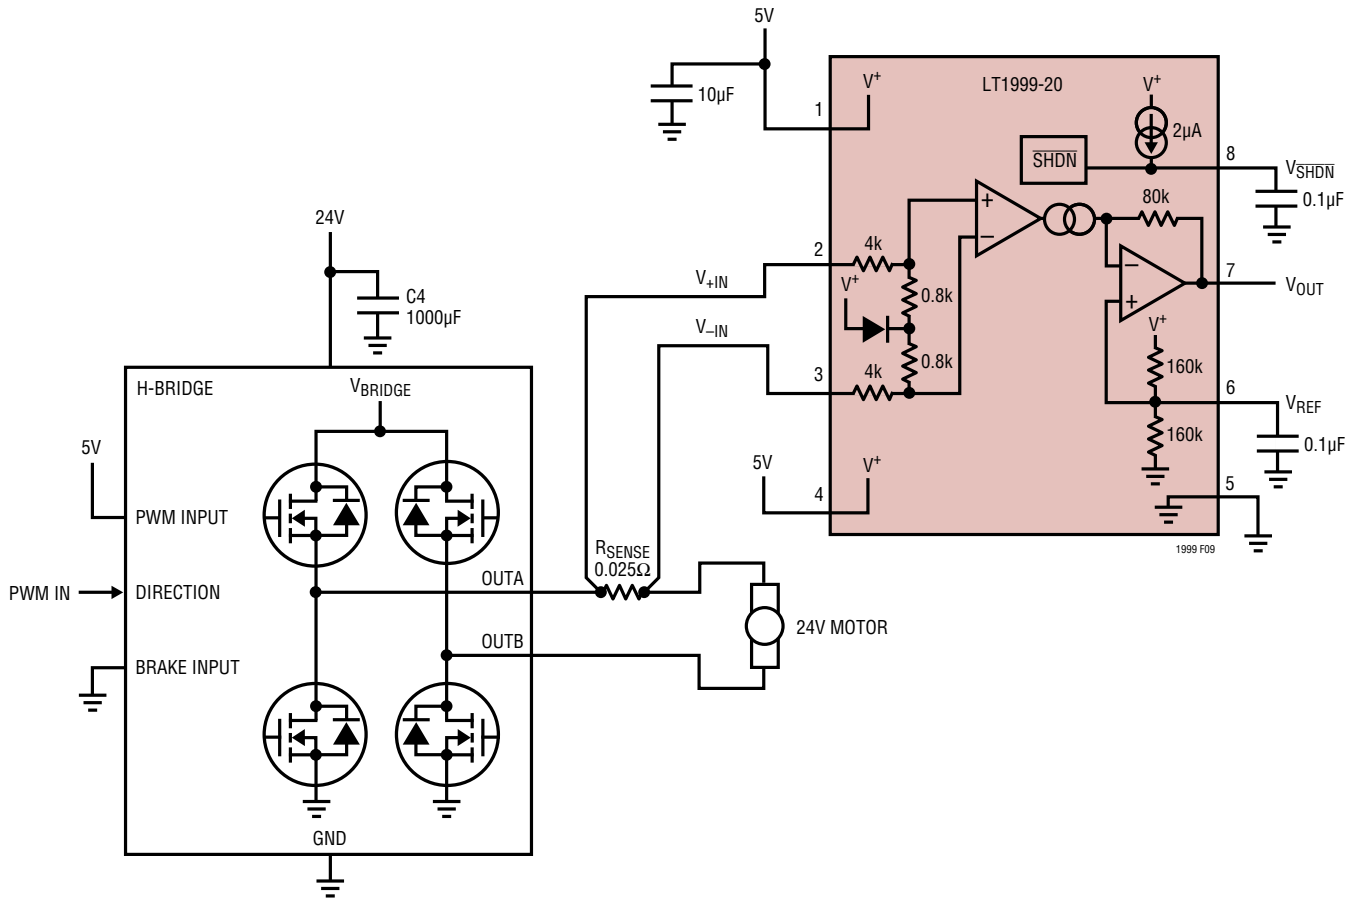 5V
10µF
1
V+
LT1999-20
V+
2µA
SHDN
8
VSHDN
0.1µF
80k
24V
C4
1000µF
2
4k
V+IN
V+
0.8k
+
–
–
+
7
VOUT
V–IN
0.8k
3
4k
V+
160k
6
VREF
160k
0.1µF
5V
4
V+
5
1999 F09
H-BRIDGE
VBRIDGE
5V
PWM INPUT
RSENSE
0.025Ω
PWM IN
DIRECTION
OUTA
24V MOTOR
OUTB
BRAKE INPUT
GND